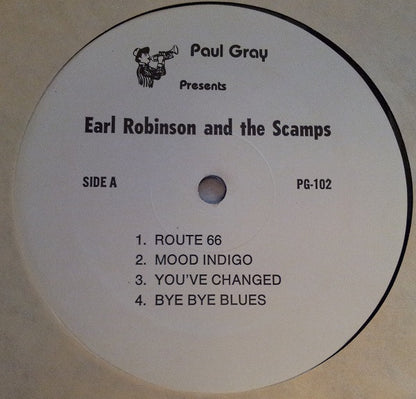 Paul Gray
Presents
Earl Robinson and the Scamps
SIDE A
PG-102
1. ROUTE 66
2. MOOD INDIGO
3. YOU'VE CHANGED
4. BYE BYE BLUES